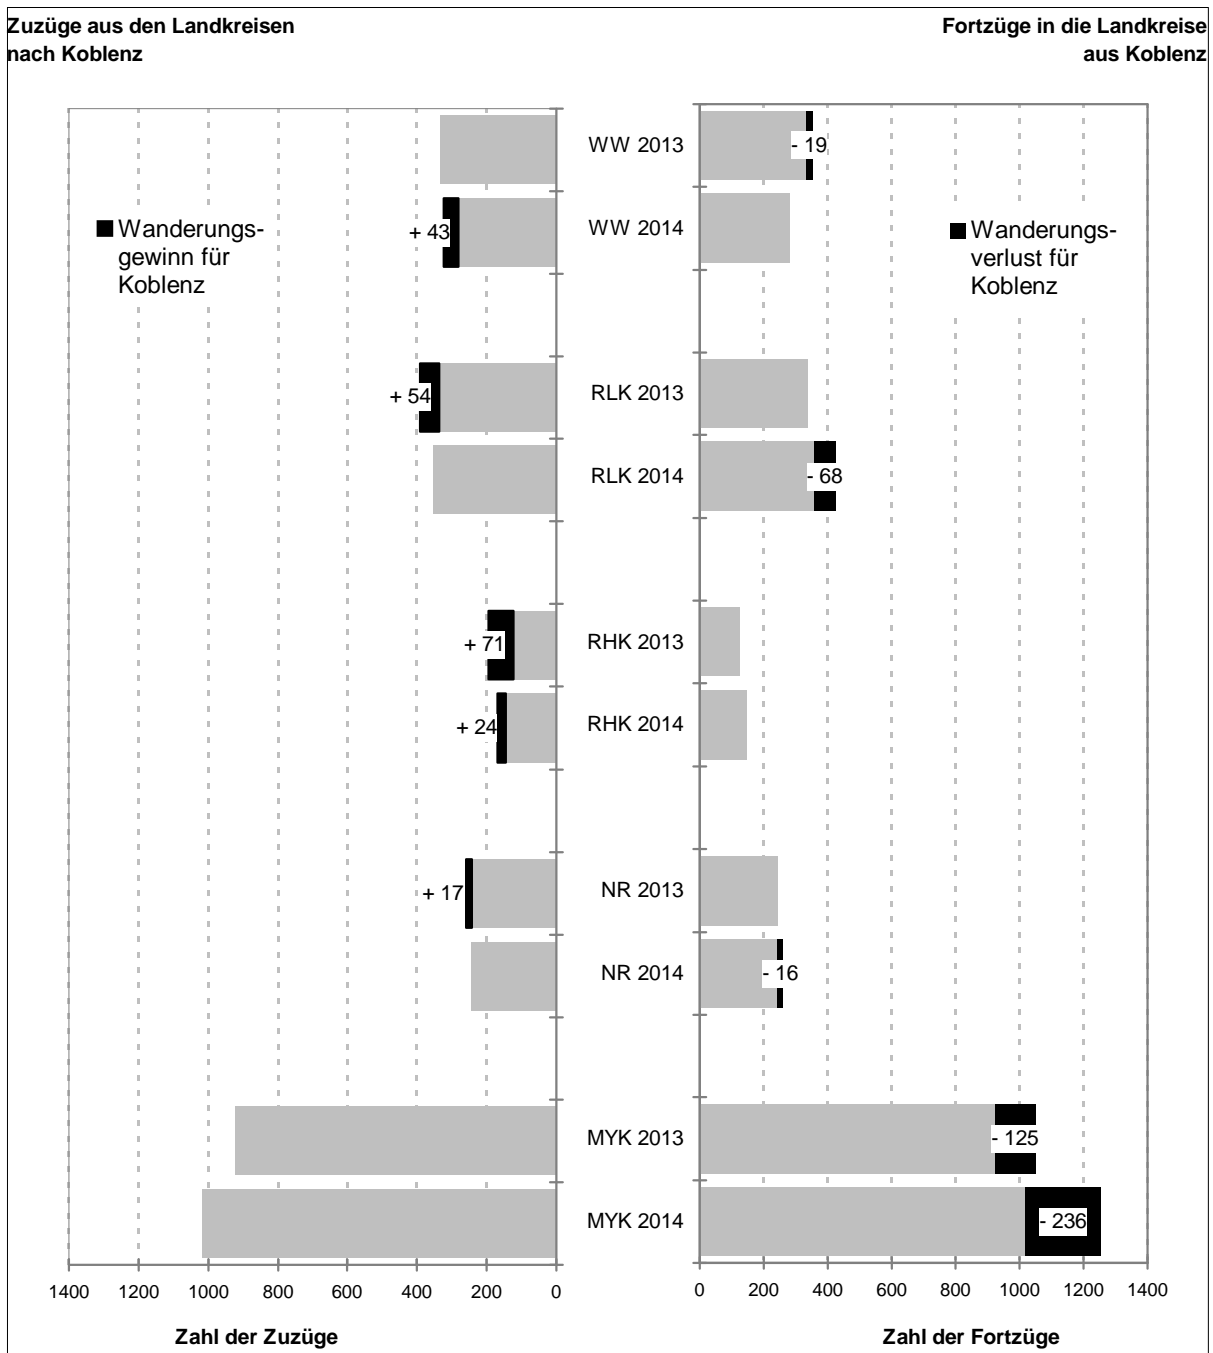 Zuzüge aus den Landkreisen
nach Koblenz
Fortzüge in die Landkreise
aus Koblenz
Wanderungs-
gewinn für
Koblenz
Wanderungs-
verlust für
Koblenz
WW 2013
- 19
+ 43
WW 2014
+ 54
RLK 2013
RLK 2014
- 68
+ 71
RHK 2013
+ 24
RHK 2014
+ 17
NR 2013
NR 2014
- 16
MYK 2013
- 125
MYK 2014
- 236
1400 1200 1000 800 600 400 200 0
0 200 400 600 800 1000 1200 1400
Zahl der Zuzüge
Zahl der Fortzüge